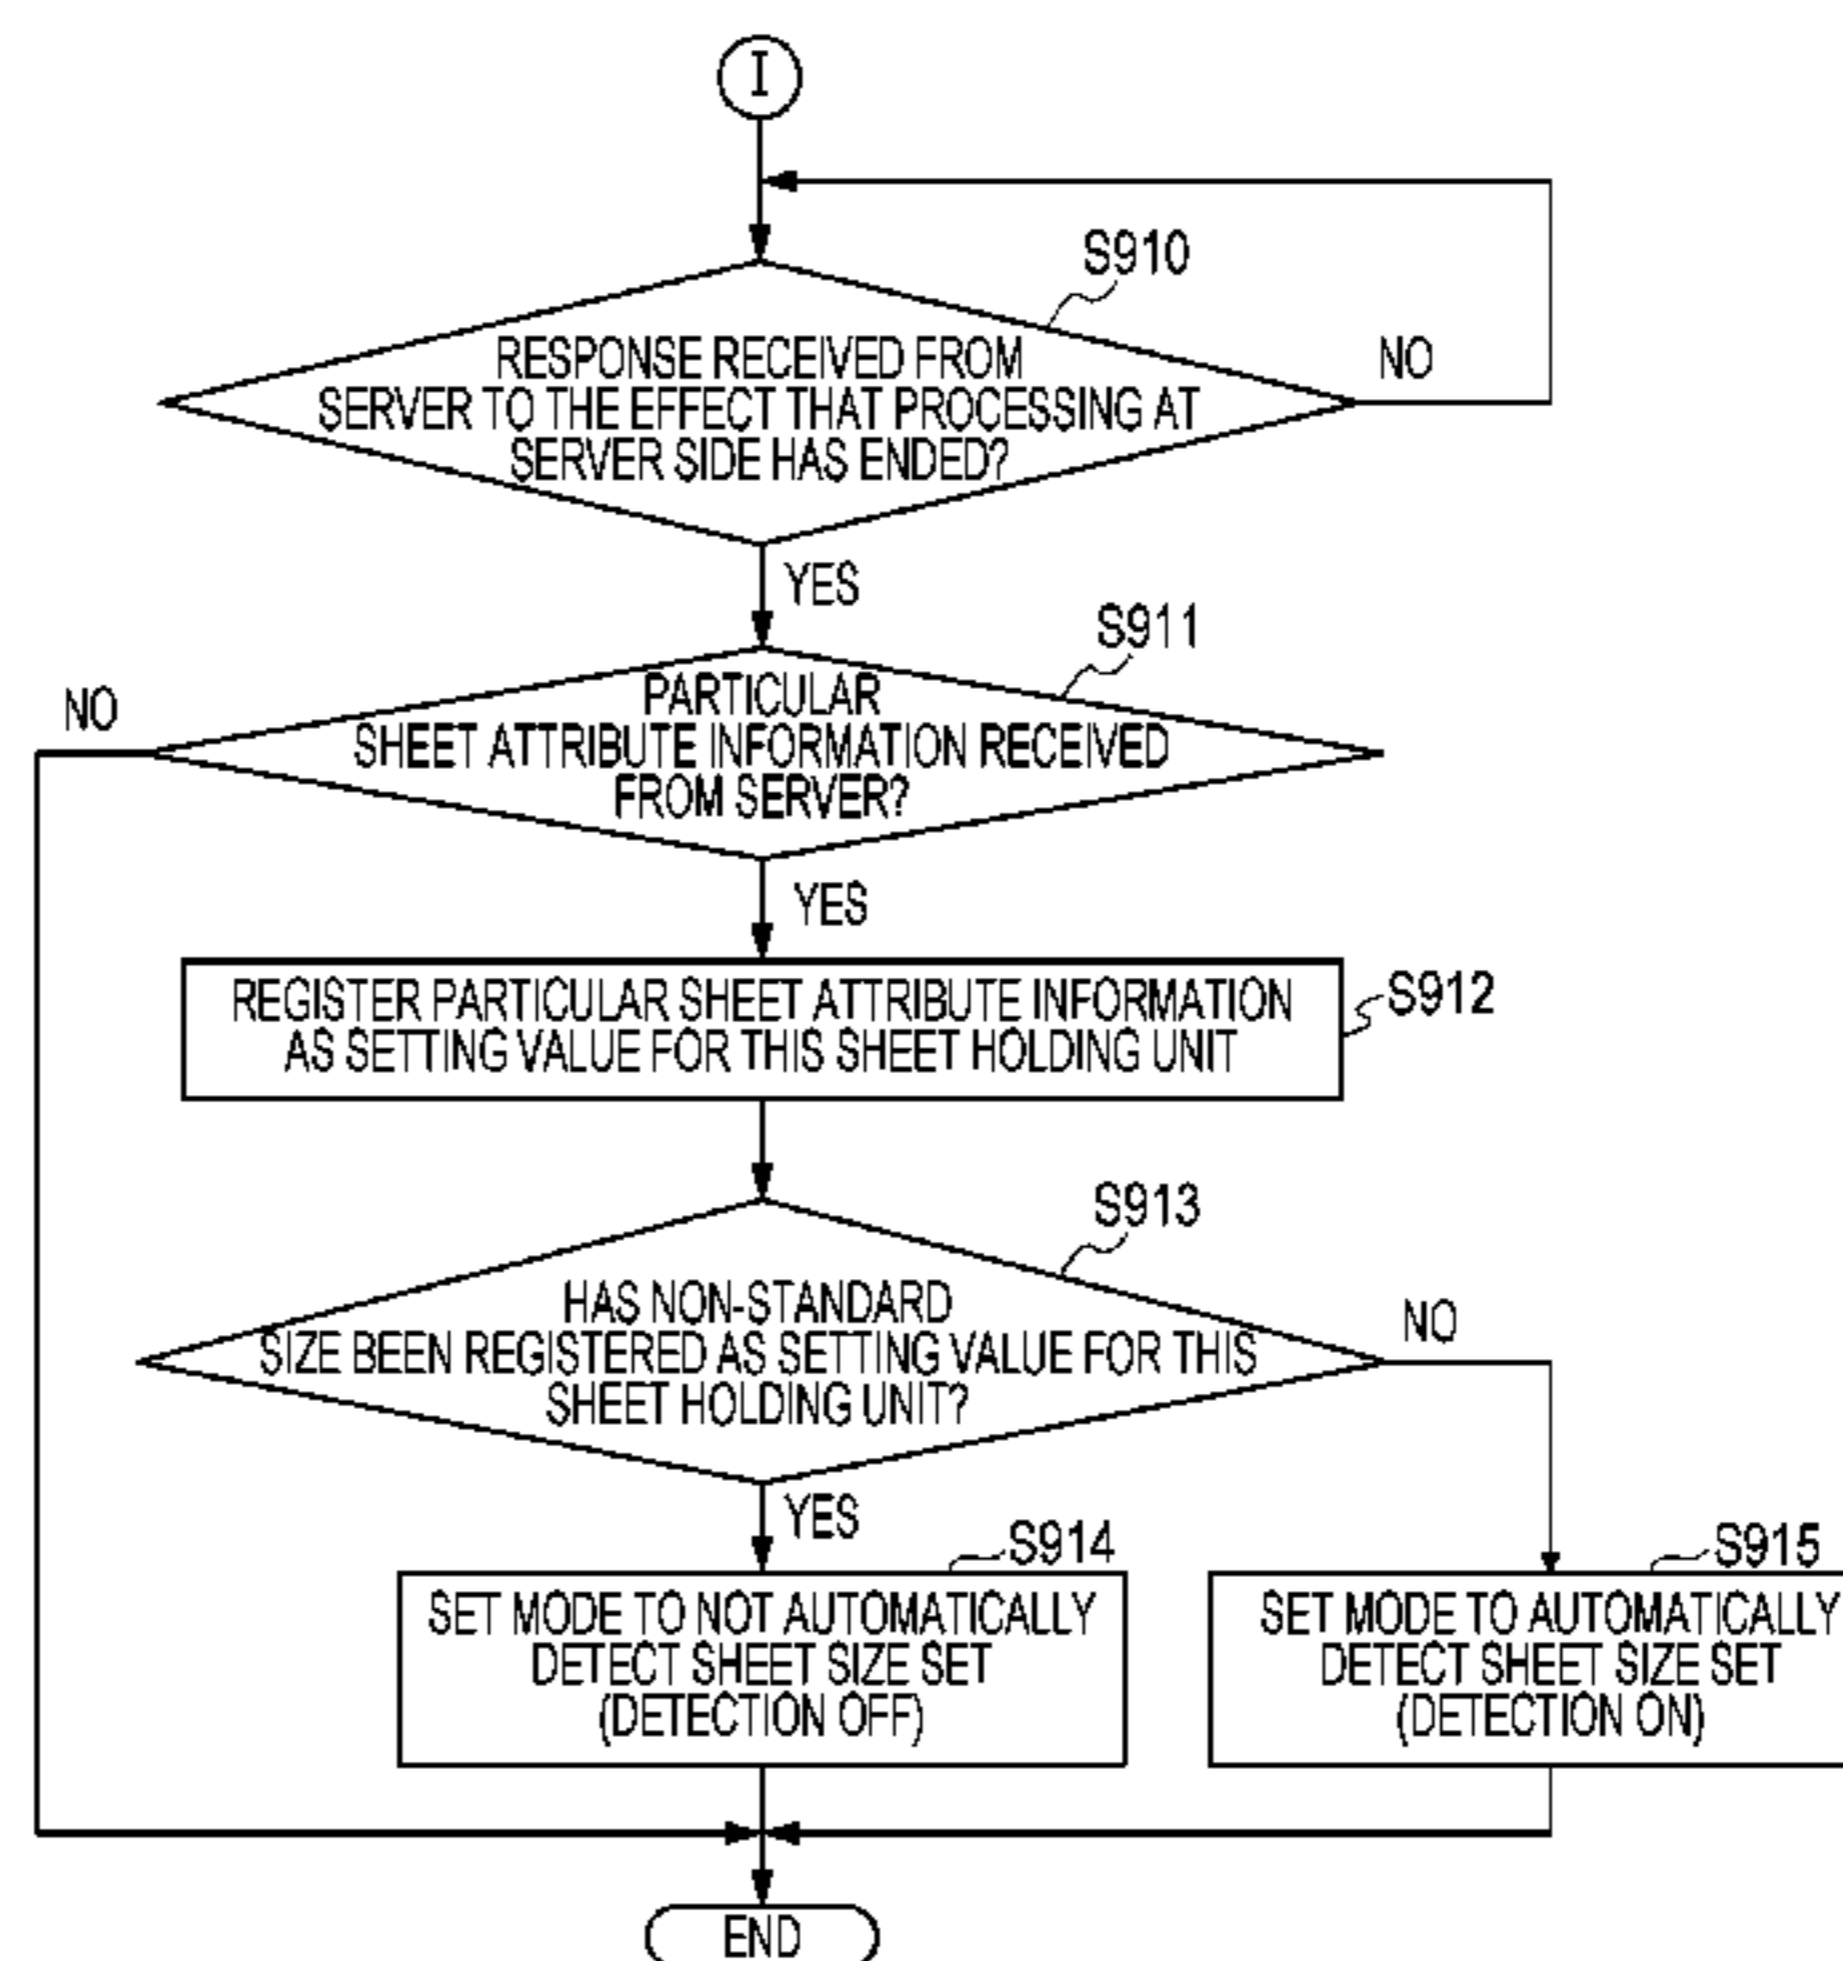 I
S910
RESPONSE RECEIVED FROM
SERVER TO THE EFFECT THAT PROCESSING AT
SERVER SIDE HAS ENDED?
NO
YES
S911
NO
PARTICULAR
SHEET ATTRIBUTE INFORMATION RECEIVED
FROM SERVER?
YES
S912
REGISTER PARTICULAR SHEET ATTRIBUTE INFORMATION
AS SETTING VALUE FOR THIS SHEET HOLDING UNIT
S913
HAS NON-STANDARD
SIZE BEEN REGISTERED AS SETTING VALUE FOR THIS
SHEET HOLDING UNIT?
NO
YES
S914
SET MODE TO NOT AUTOMATICALLY
DETECT SHEET SIZE SET
(DETECTION OFF)
S915
SET MODE TO AUTOMATICALLY
DETECT SHEET SIZE SET
(DETECTION ON)
END